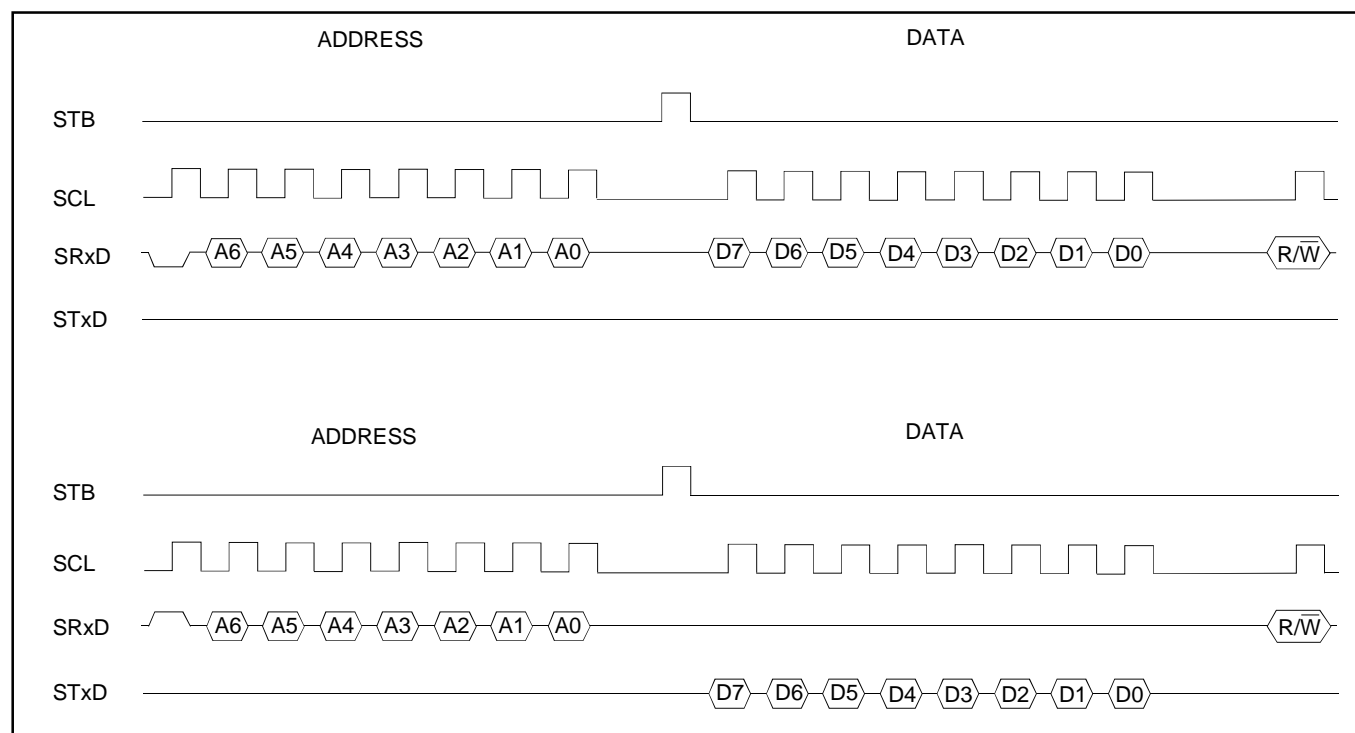 ADDRESS DATA
STB
SCL
SRxD A6 A5 A4 A3 A2 A1 A0 D7 D6 D5 D4 D3 D2 D1 D0 R/W̅
STxD
ADDRESS DATA
STB
SCL
SRxD A6 A5 A4 A3 A2 A1 A0 R/W̅
STxD D7 D6 D5 D4 D3 D2 D1 D0